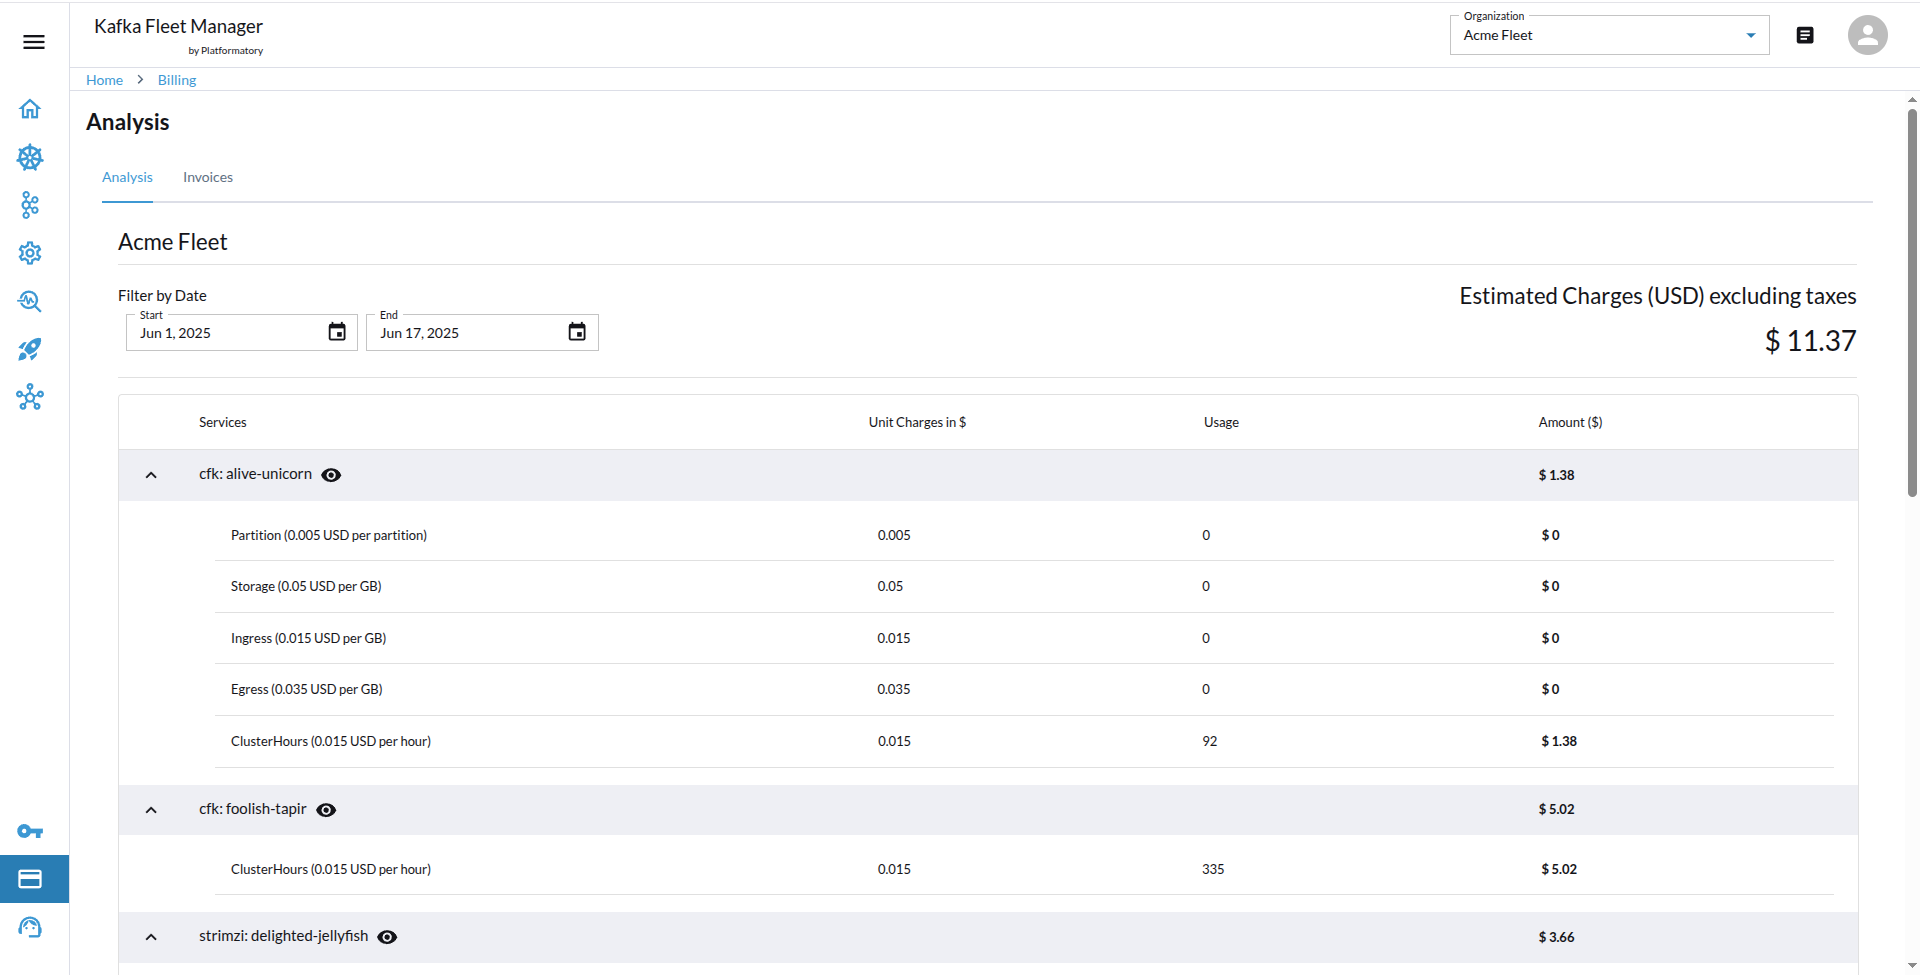 Kafka Fleet Manager
by Platformatory
Organization
Acme Fleet
Home > Billing
Analysis
Analysis Invoices
Acme Fleet
Filter by Date
Estimated Charges (USD) excluding taxes
Start
Jun 1, 2025
End
Jun 17, 2025
$ 11.37
Services Unit Charges in $ Usage Amount ($)
cfk: alive-unicorn $ 1.38
Partition (0.005 USD per partition) 0.005 0 $ 0
Storage (0.05 USD per GB) 0.05 0 $ 0
Ingress (0.015 USD per GB) 0.015 0 $ 0
Egress (0.035 USD per GB) 0.035 0 $ 0
ClusterHours (0.015 USD per hour) 0.015 92 $ 1.38
cfk: foolish-tapir $ 5.02
ClusterHours (0.015 USD per hour) 0.015 335 $ 5.02
strimzi: delighted-jellyfish $ 3.66